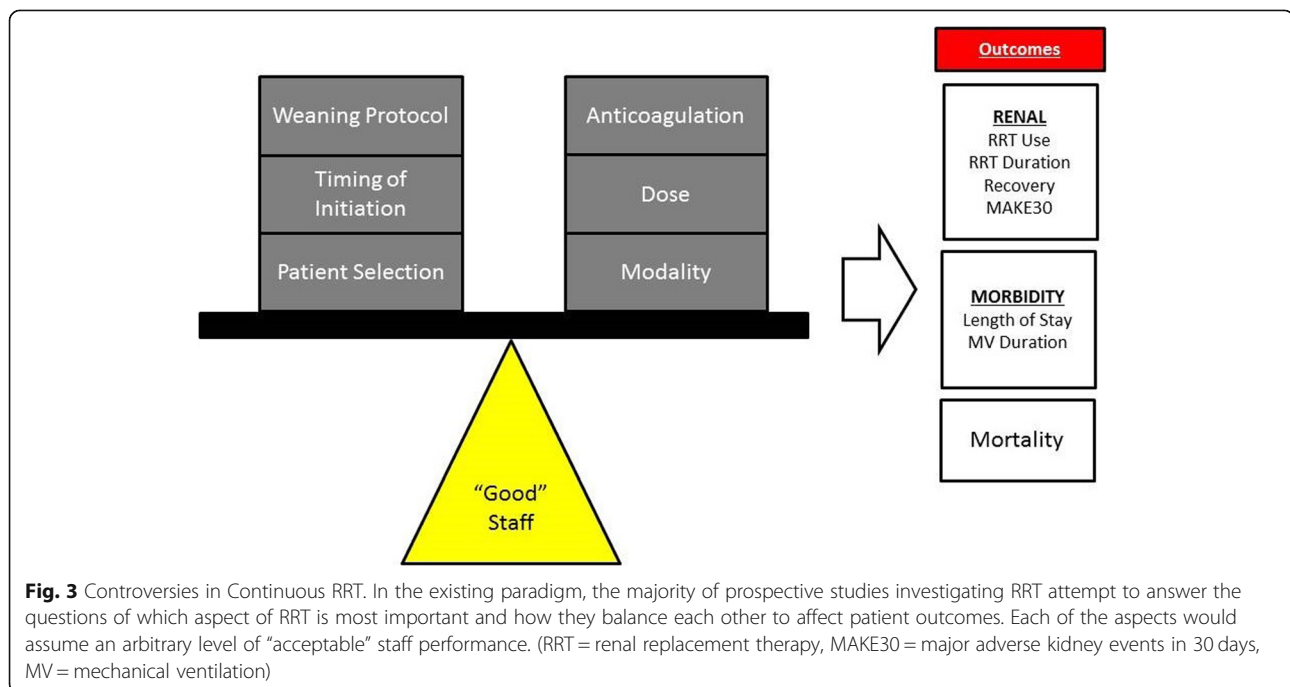 Weaning Protocol
Timing of
Initiation
Patient Selection
Anticoagulation
Dose
Modality
"Good"
Staff
Outcomes
RENAL
RRT Use
RRT Duration
Recovery
MAKE30
MORBIDITY
Length of Stay
MV Duration
Mortality
Fig. 3 Controversies in Continuous RRT. In the existing paradigm, the majority of prospective studies investigating RRT attempt to answer the
questions of which aspect of RRT is most important and how they balance each other to affect patient outcomes. Each of the aspects would
assume an arbitrary level of “acceptable” staff performance. (RRT = renal replacement therapy, MAKE30 = major adverse kidney events in 30 days,
MV = mechanical ventilation)